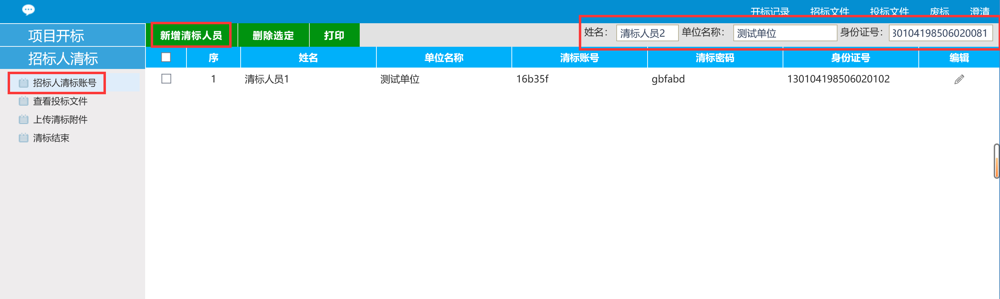 开标记录 招标文件 投标文件 废标 澄清
项目开标
招标人清标
招标人清标账号
查看投标文件
上传清标附件
清标结束
新增清标人员 删除选定 打印 姓名： 清标人员2 单位名称： 测试单位 身份证号： 30104198506020081
序 姓名 单位名称 清标账号 清标密码 身份证号 编辑
1 清标人员1 测试单位 16b35f gbfabd 130104198506020102